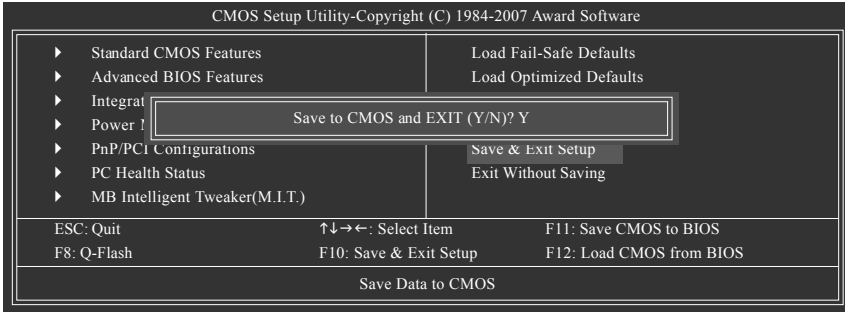 CMOS Setup Utility-Copyright (C) 1984-2007 Award Software
Standard CMOS Features
Advanced BIOS Features
Integrat
Power
PnP/PCI Configurations
PC Health Status
MB Intelligent Tweaker(M.I.T.)
Load Fail-Safe Defaults
Load Optimized Defaults
Save to CMOS and EXIT (Y/N)? Y
Save & Exit Setup
Exit Without Saving
ESC: Quit ↑↓→←: Select Item F11: Save CMOS to BIOS
F8: Q-Flash F10: Save & Exit Setup F12: Load CMOS from BIOS
Save Data to CMOS